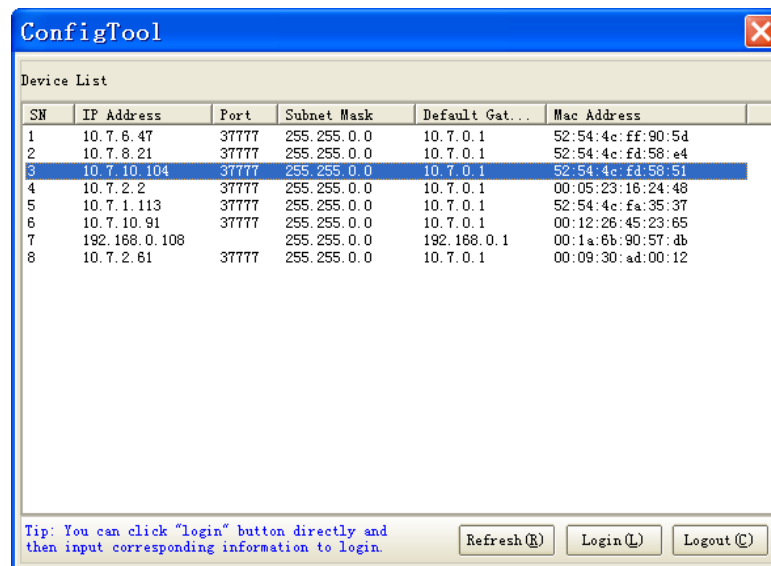 ConfigTool
Device List
SN IP Address Port Subnet Mask Default Gat... Mac Address
1 10.7.6.47 37777 255.255.0.0 10.7.0.1 52:54:4c:ff:90:5d
2 10.7.8.21 37777 255.255.0.0 10.7.0.1 52:54:4c:fd:58:e4
3 10.7.10.104 37777 255.255.0.0 10.7.0.1 52:54:4c:fd:58:51
4 10.7.2.2 37777 255.255.0.0 10.7.0.1 00:05:23:16:24:48
5 10.7.1.113 37777 255.255.0.0 10.7.0.1 52:54:4c:fa:35:37
6 10.7.10.91 37777 255.255.0.0 10.7.0.1 00:12:26:45:23:65
7 192.168.0.108 255.255.0.0 192.168.0.1 00:1a:6b:90:57:db
8 10.7.2.61 37777 255.255.0.0 10.7.0.1 00:09:30:ad:00:12
Tip: You can click "login" button directly and
then input corresponding information to login.
Refresh(R) Login(L) Logout(C)